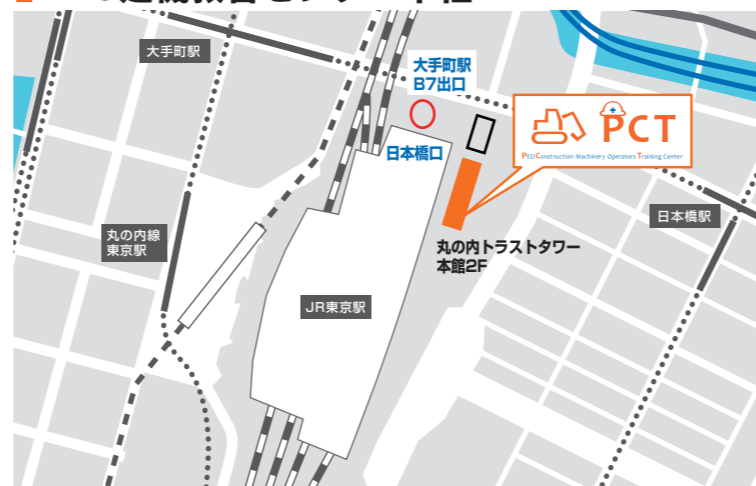 大手町駅
大手町駅
B7出口
日本橋口
PCT
PEO Construction Machinery Operators Training Center
日本橋駅
丸の内線
東京駅
丸の内トラストタワー
本館2F
JR東京駅